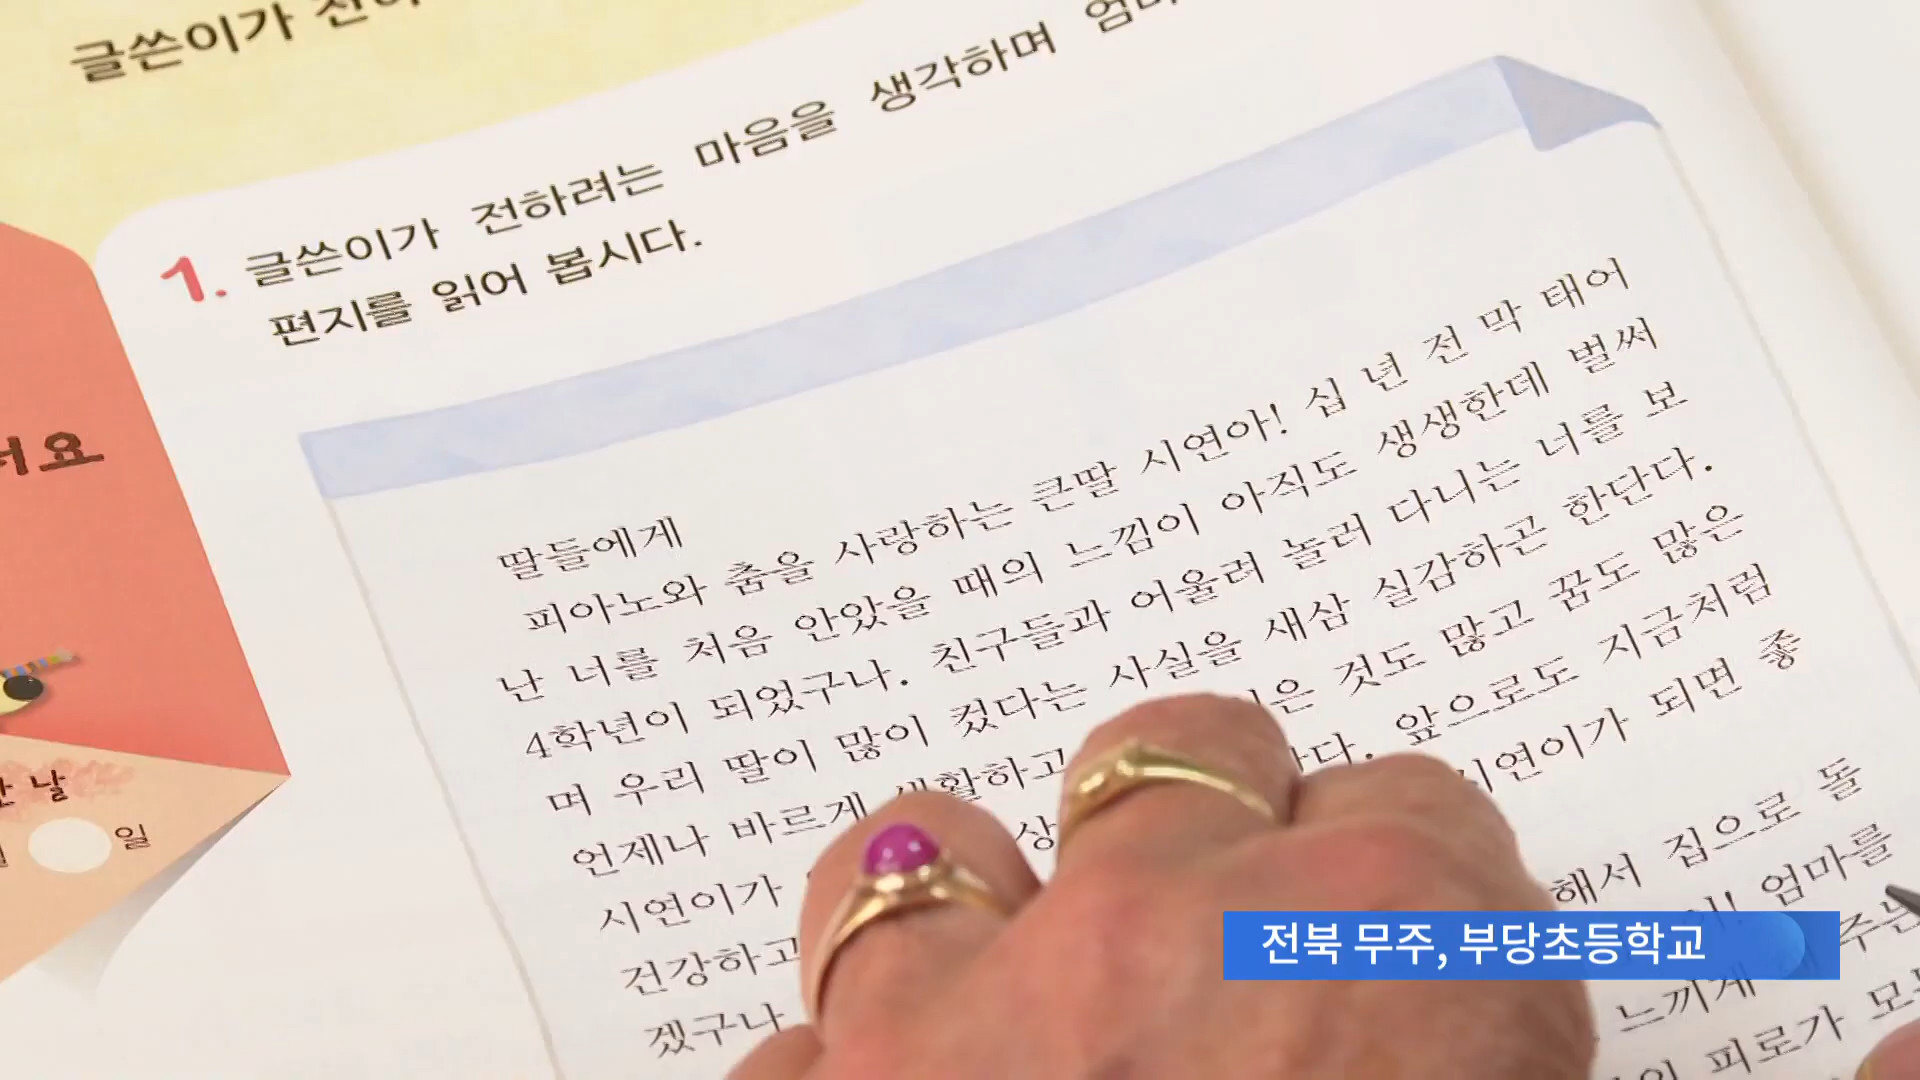 글쓴이가
1. 글쓴이가 전하려는 마음을 생각하며
편지를 읽어 봅시다.
딸들에게
피아노와 춤을 사랑하는 큰딸 시연아! 십 년 전 막 태어
난 너를 처음 안았을 때의 느낌이 아직도 생생한데 벌써
4학년이 되었구나. 친구들과 어울려 놀러 다니는 너를 보
며 우리 딸이 많이 컸다는 사실을 새삼 실감하곤 한단다.
언제나 바르게 생활하고 것도 많고 꿈도 많은
시연이가 앞으로도 지금처럼
건강하고 시연이가 되면 좋
겠구나
해서 집으로 돌
엄마를
느끼게
피로가
날
일
전북 무주, 부당초등학교